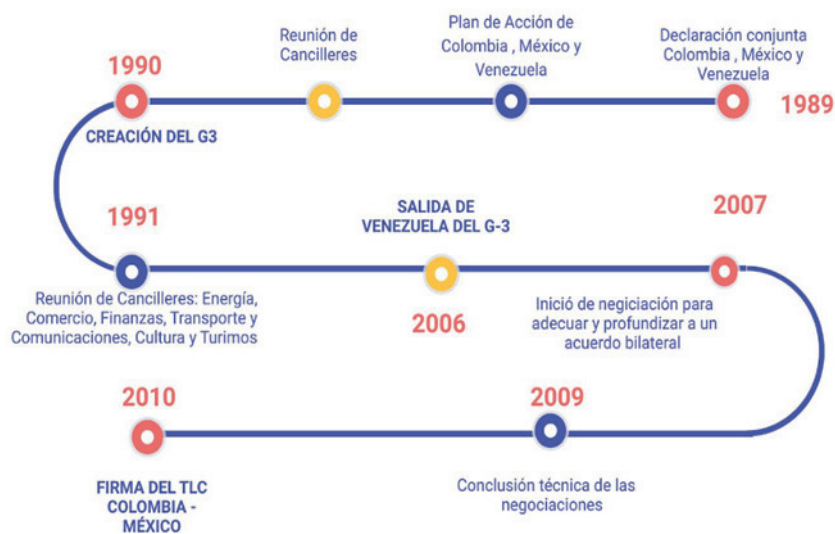 1990
CREACIÓN DEL G3
Reunión de
Cancilleres
Plan de Acción de
Colombia , México y
Venezuela
Declaración conjunta
Colombia , México y
Venezuela
1989
1991
Reunión de Cancilleres: Energía,
Comercio, Finanzas, Transporte y
Comunicaciones, Cultura y Turimos
SALIDA DE
VENEZUELA DEL G-3
2006
2007
Inició de negiciación para
adecuar y profundizar a un
acuerdo bilateral
2010
FIRMA DEL TLC
COLOMBIA -
MÉXICO
2009
Conclusión técnica de las
negociaciones